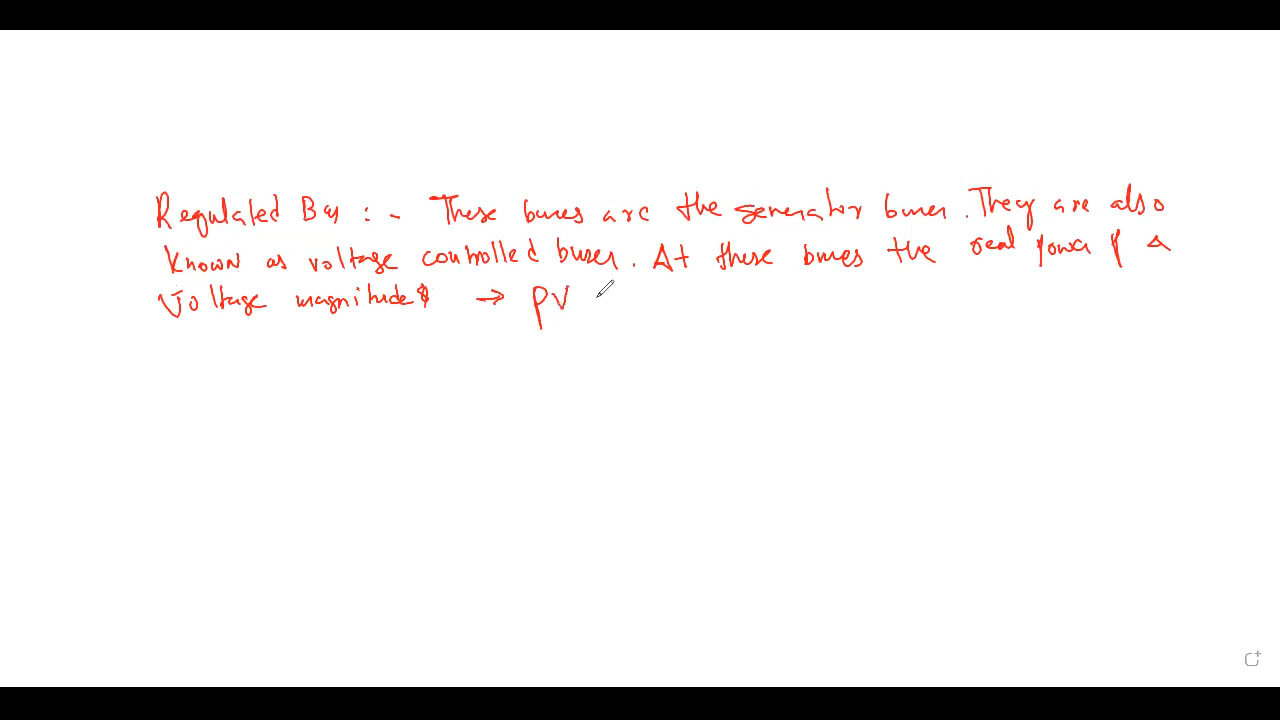 Regulated Bus :- These buses are the generator buses. They are also
known as voltage controlled buses. At these buses the real power P &
Voltage magnitude → PV